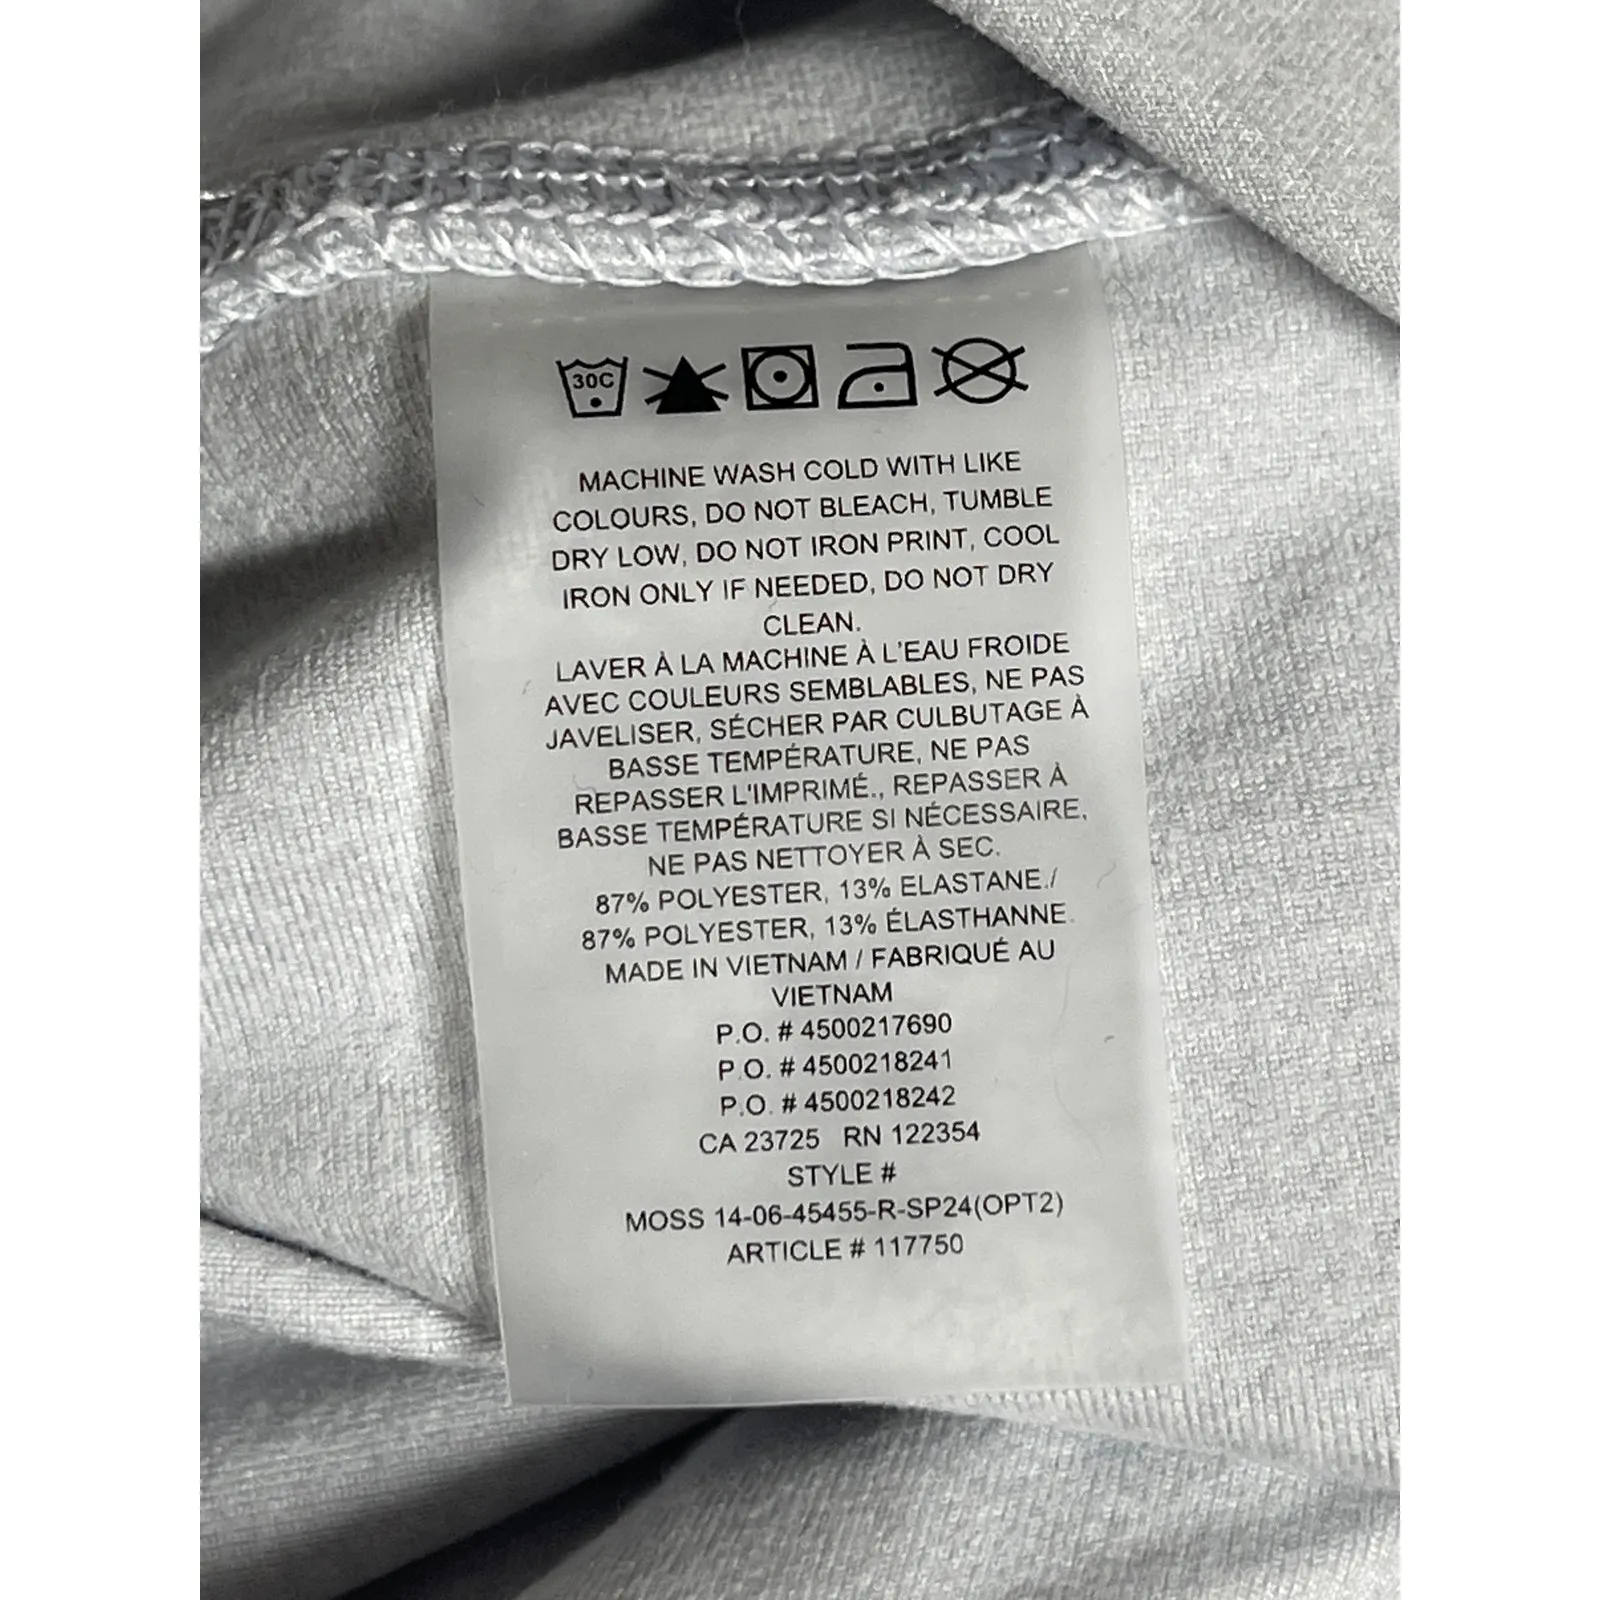 30C
MACHINE WASH COLD WITH LIKE
COLOURS, DO NOT BLEACH, TUMBLE
DRY LOW, DO NOT IRON PRINT, COOL
IRON ONLY IF NEEDED, DO NOT DRY
CLEAN.
LAVER À LA MACHINE À L'EAU FROIDE
AVEC COULEURS SEMBLABLES, NE PAS
JAVELISER, SÉCHER PAR CULBUTAGE À
BASSE TEMPÉRATURE, NE PAS
REPASSER L'IMPRIMÉ., REPASSER À
BASSE TEMPÉRATURE SI NÉCESSAIRE,
NE PAS NETTOYER À SEC.
87% POLYESTER, 13% ELASTANE./
87% POLYESTER, 13% ÉLASTHANNE.
MADE IN VIETNAM / FABRIQUÉ AU
VIETNAM
P.O. # 4500217690
P.O. # 4500218241
P.O. # 4500218242
CA 23725 RN 122354
STYLE #
MOSS 14-06-45455-R-SP24(OPT2)
ARTICLE # 117750